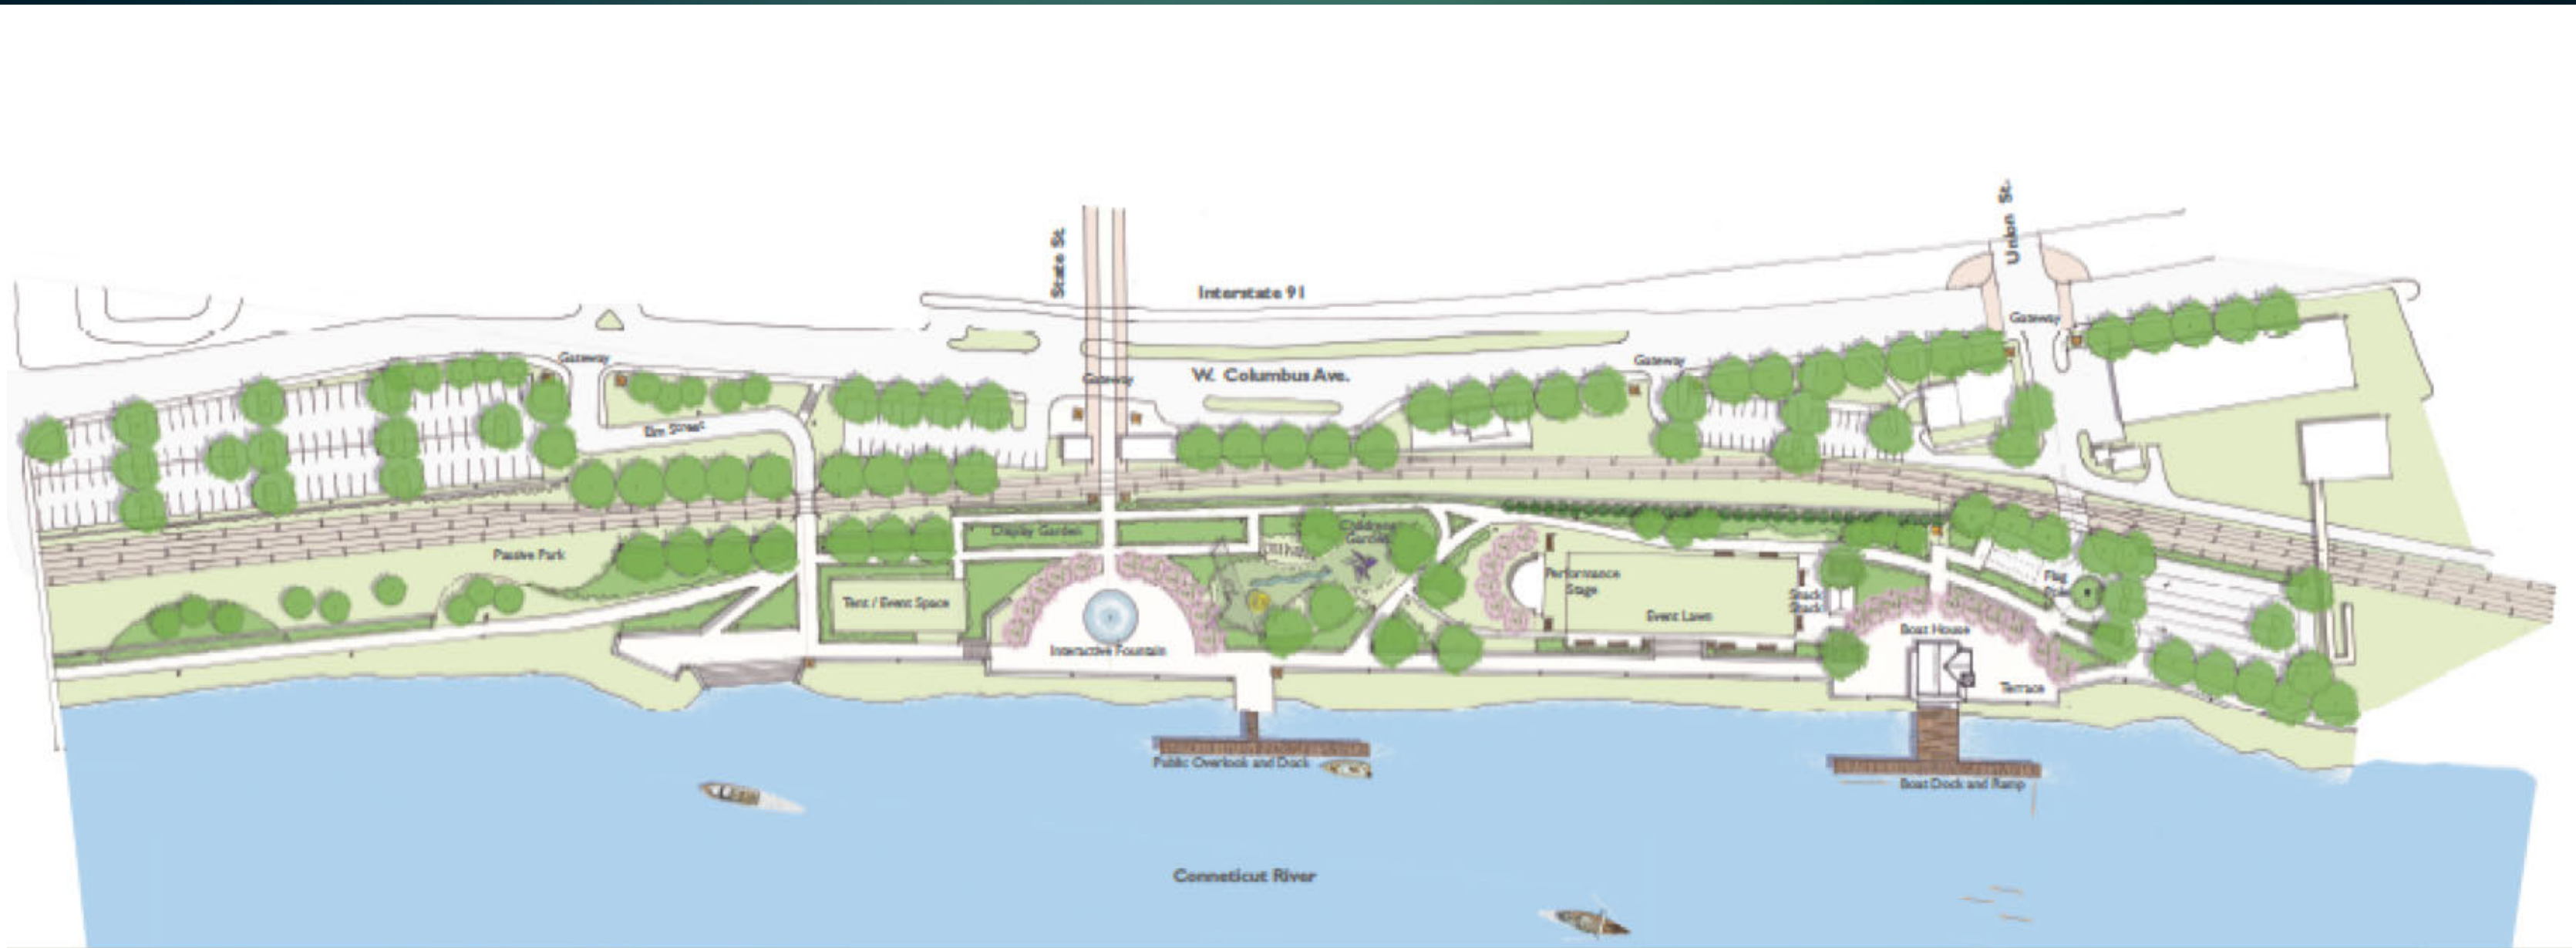 State St.
Union St.
Interstate 91
Gateway
Gateway
Gateway
Gateway
W. Columbus Ave.
Elm Street
Display Garden
Children's
Garden
Passive Park
Performance
Stage
Flag
Pole
Tent / Event Space
Snack
Shack
Event Lawn
Boat House
Interactive Fountain
Terrace
Public Overlook and Dock
Boat Dock and Ramp
Conneticut River